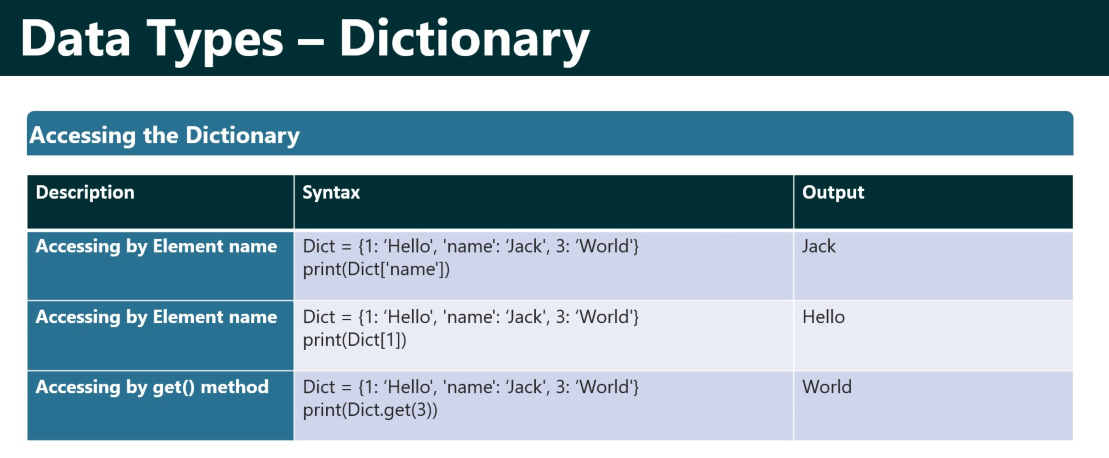 Data Types – Dictionary
Accessing the Dictionary
Description Syntax Output
Accessing by Element name Dict = {1: ‘Hello', 'name': ‘Jack', 3: ‘World'} Jack
print(Dict['name'])
Accessing by Element name Dict = {1: ‘Hello', 'name': ‘Jack', 3: ‘World'} Hello
print(Dict[1])
Accessing by get() method Dict = {1: ‘Hello', 'name': ‘Jack', 3: ‘World'} World
print(Dict.get(3))